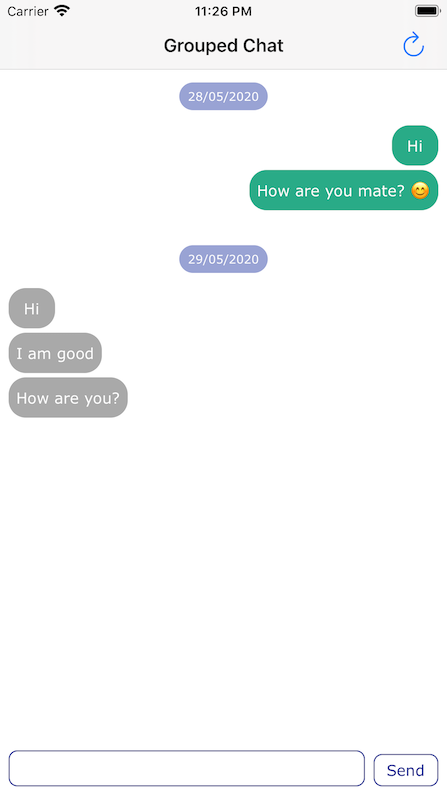 Carrier 11:26 PM
Grouped Chat
28/05/2020
Hi
How are you mate? 😊
29/05/2020
Hi
I am good
How are you?
Send